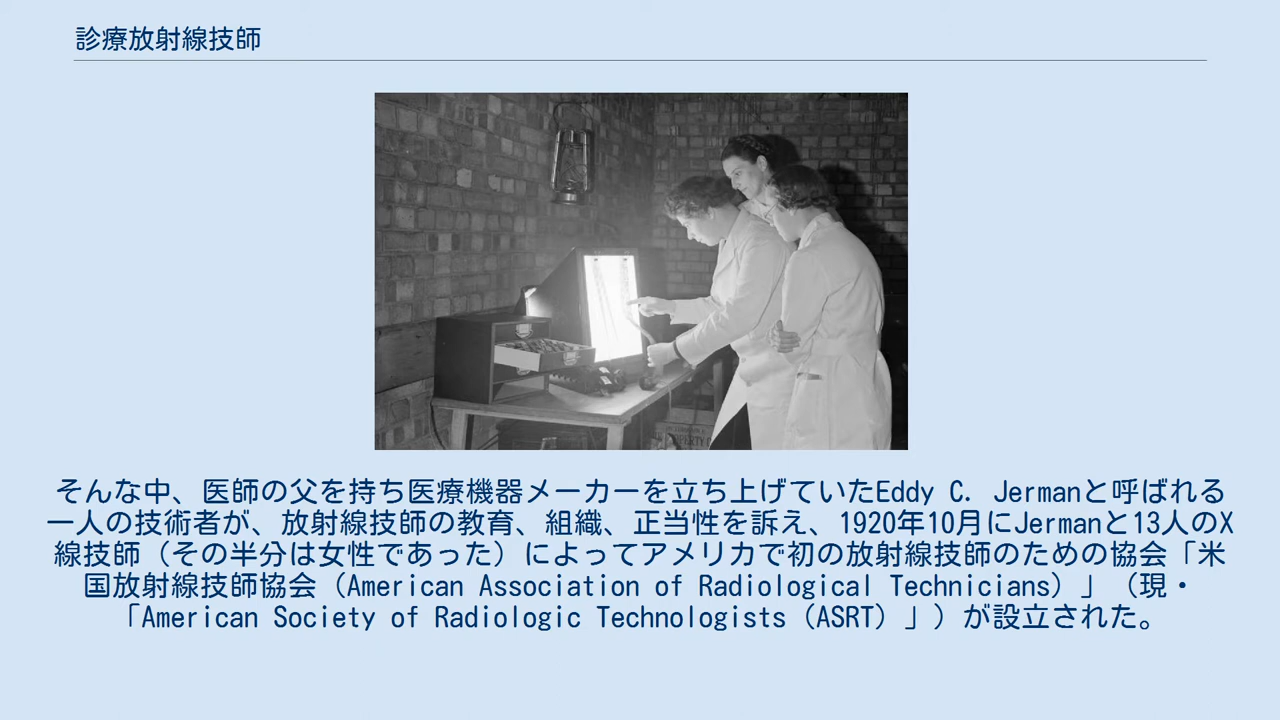 診療放射線技師
そんな中、医師の父を持ち医療機器メーカーを立ち上げていたEddy C. Jermanと呼ばれる
一人の技術者が、放射線技師の教育、組織、正当性を訴え、1920年10月にJermanと13人のX
線技師（その半分は女性であった）によってアメリカで初の放射線技師のための協会「米
国放射線技師協会（American Association of Radiological Technicians）」（現・
「American Society of Radiologic Technologists（ASRT）」）が設立された。